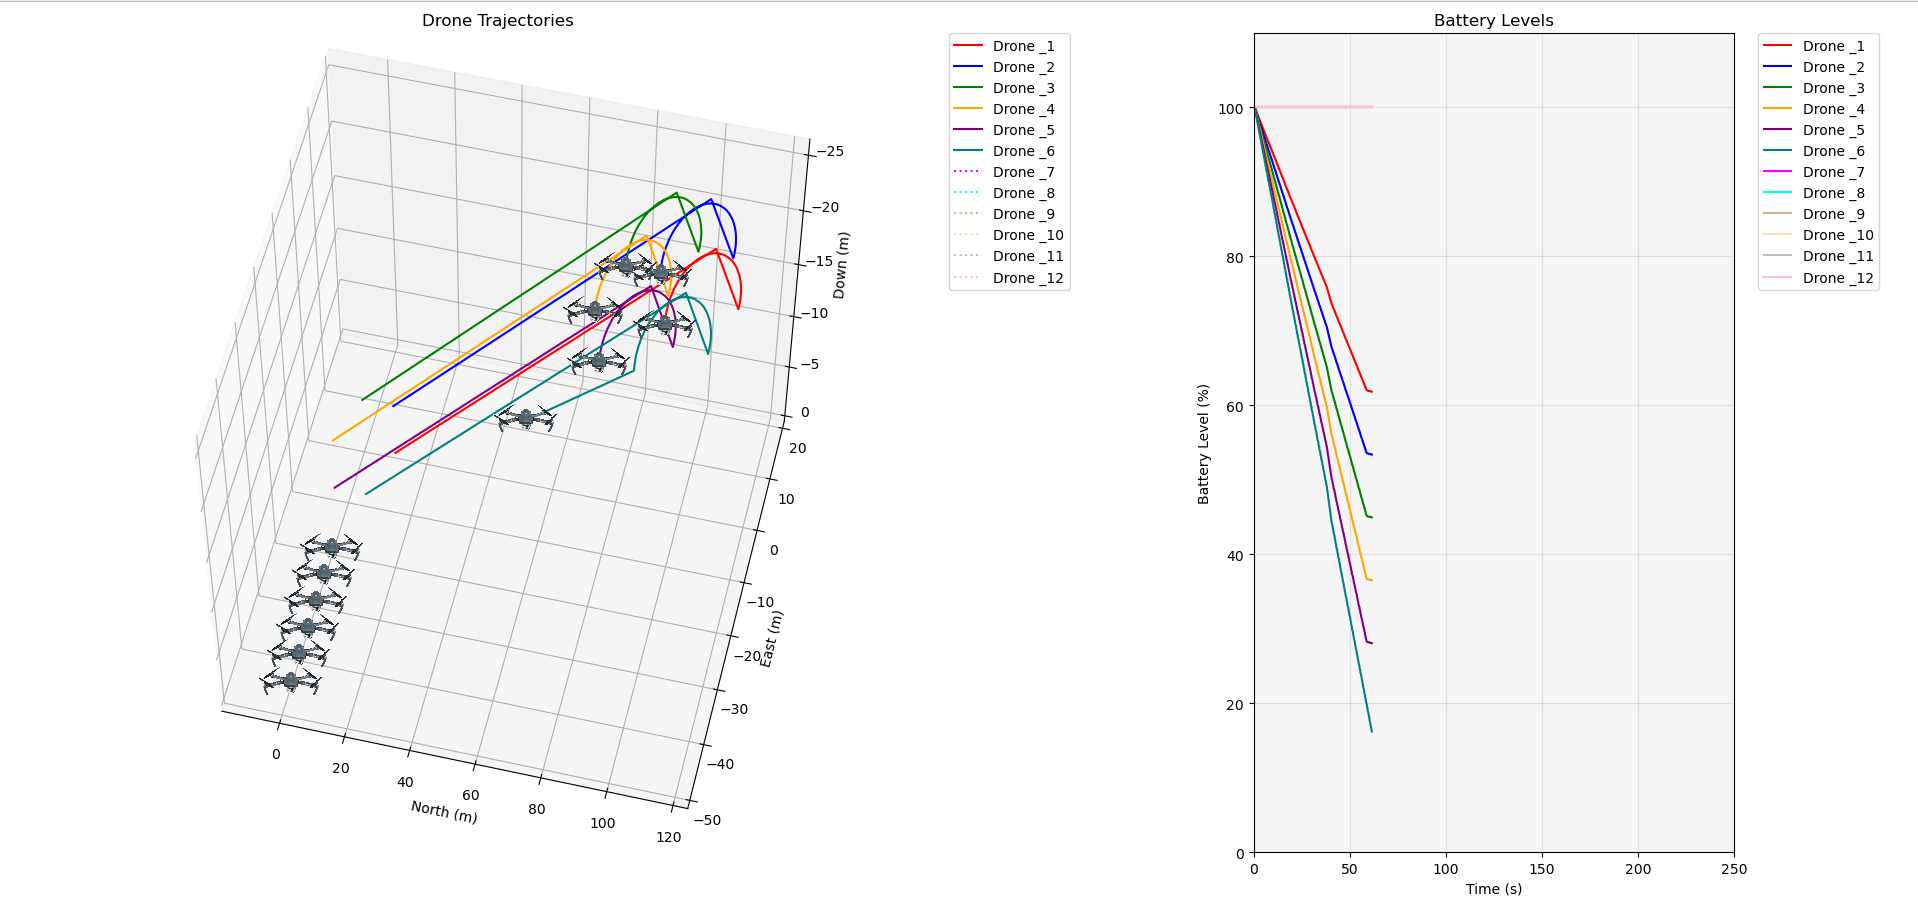 Drone Trajectories
−25
−20
−15
−10
−5
0
Down (m)
20
10
0
−10
−20
−30
−40
−50
East (m)
0
20
40
60
80
100
120
North (m)
Drone _1
Drone _2
Drone _3
Drone _4
Drone _5
Drone _6
Drone _7
Drone _8
Drone _9
Drone _10
Drone _11
Drone _12
Battery Levels
100
80
60
40
20
0
Battery Level (%)
0
50
100
150
200
250
Time (s)
Drone _1
Drone _2
Drone _3
Drone _4
Drone _5
Drone _6
Drone _7
Drone _8
Drone _9
Drone _10
Drone _11
Drone _12